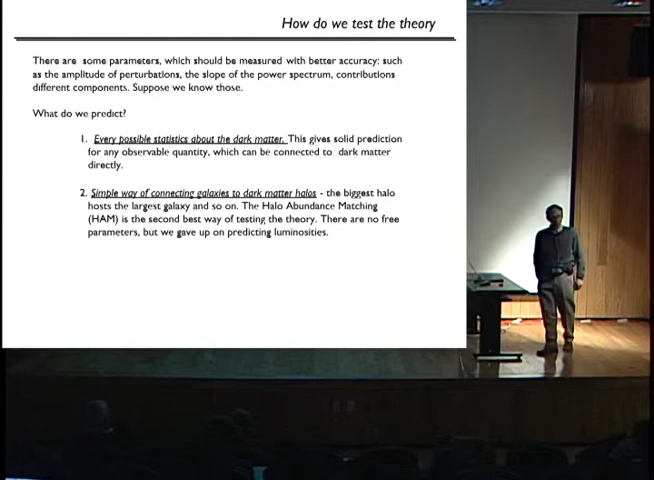 How do we test the theory
There are some parameters, which should be measured with better accuracy: such
as the amplitude of perturbations, the slope of the power spectrum, contributions
different components. Suppose we know those.
What do we predict?
1. Every possible statistics about the dark matter. This gives solid prediction
for any observable quantity, which can be connected to dark matter
directly.
2. Simple way of connecting galaxies to dark matter halos - the biggest halo
hosts the largest galaxy and so on. The Halo Abundance Matching
(HAM) is the second best way of testing the theory. There are no free
parameters, but we gave up on predicting luminosities.